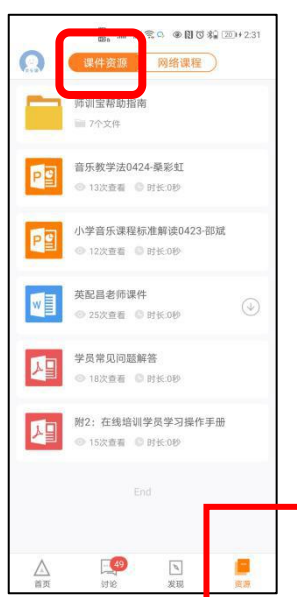 20 2:31
课件资源 网络课程
师训宝帮助指南
7个文件
P
音乐教学法0424-桑彩虹
13次查看 时长:0秒
P
小学音乐课程标准解读0423-邵斌
12次查看 时长:0秒
W
英配昌老师课件
25次查看 时长:0秒
学员常见问题解答
18次查看 时长:0秒
附2：在线培训学员学习操作手册
15次查看 时长:0秒
End
49
首页 讨论 发现 资源